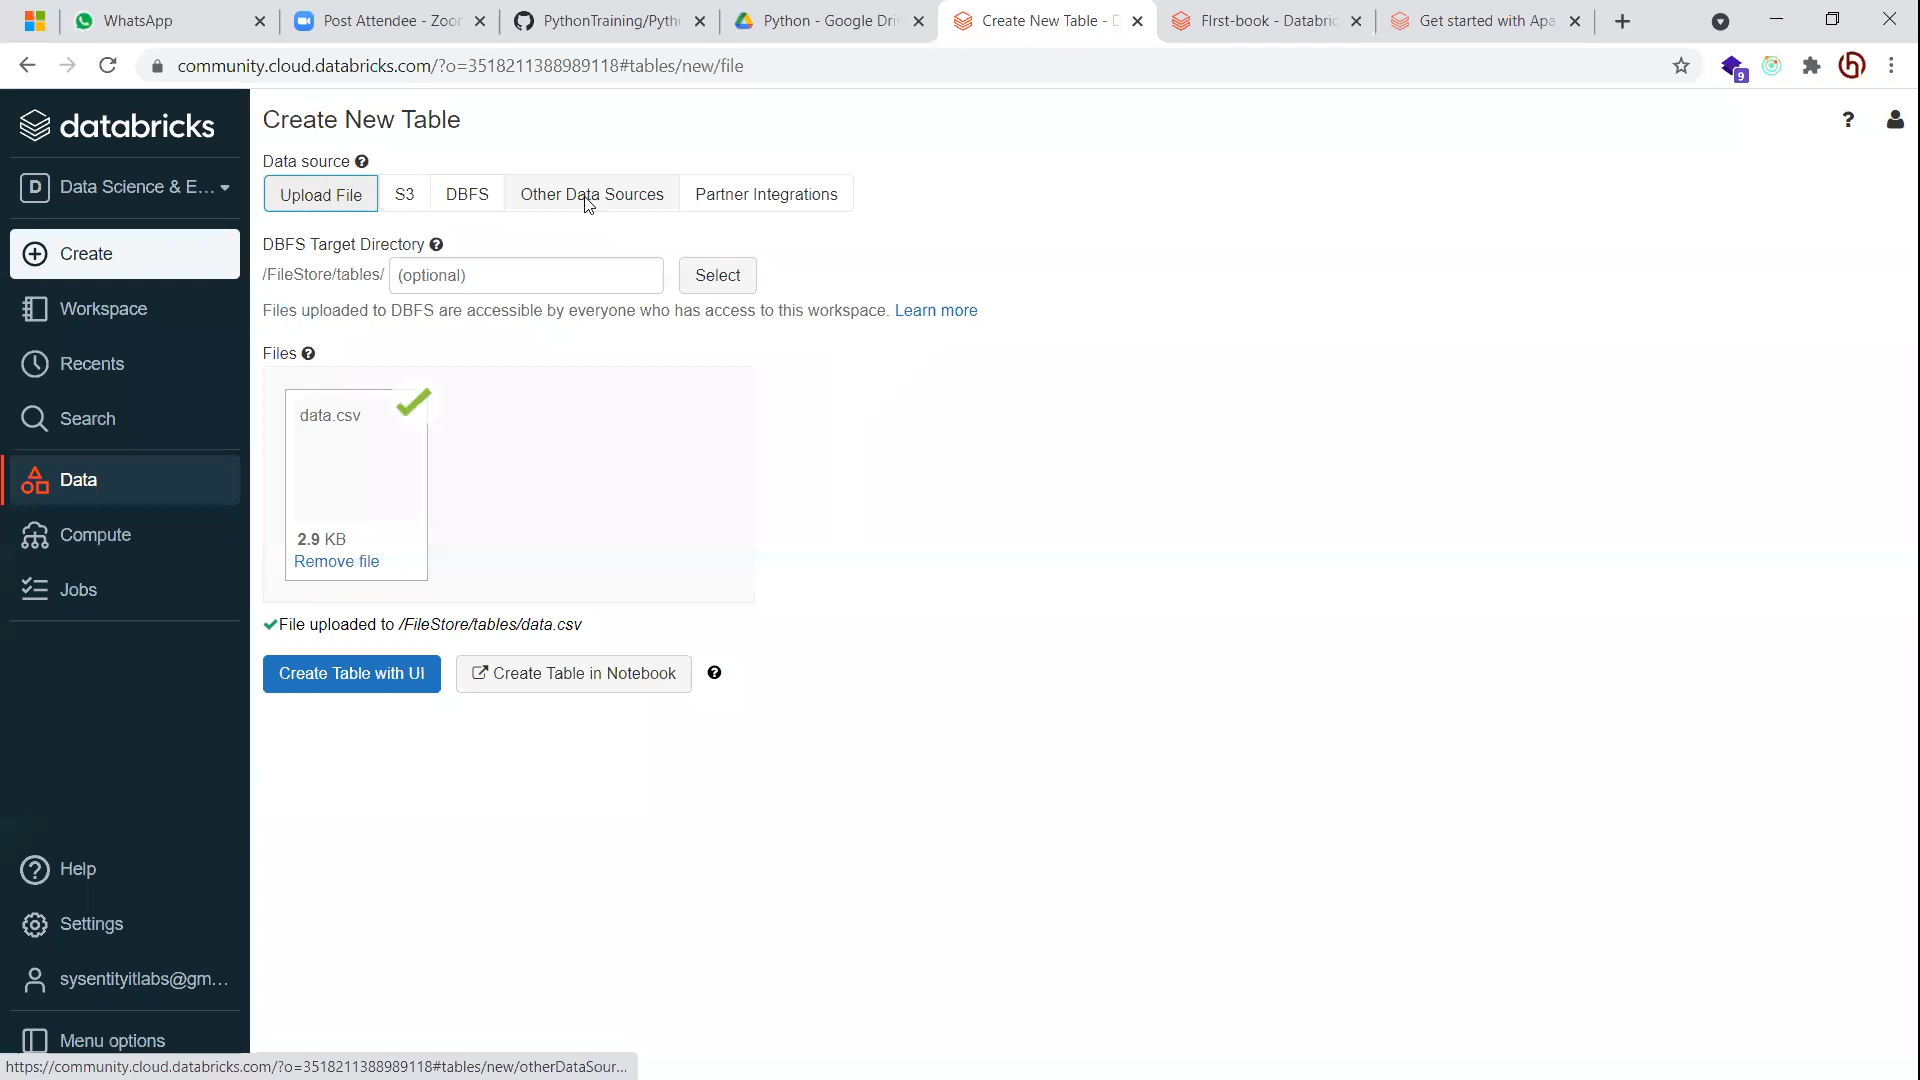 WhatsApp
Post Attendee - Zoor
PythonTraining/Pyth
Python - Google Dri
Create New Table - D
FIrst-book - Databric
Get started with Apa
community.cloud.databricks.com/?o=3518211388989118#tables/new/file
9
databricks
D Data Science & E...
Create
Workspace
Recents
Search
Data
Compute
Jobs
Help
Settings
sysentityitlabs@gm...
Menu options
Create New Table
Data source
Upload File
S3
DBFS
Other Data Sources
Partner Integrations
DBFS Target Directory
/FileStore/tables/ (optional) Select
Files uploaded to DBFS are accessible by everyone who has access to this workspace. Learn more
Files
data.csv
2.9 KB
Remove file
File uploaded to /FileStore/tables/data.csv
Create Table with UI
Create Table in Notebook
https://community.cloud.databricks.com/?o=3518211388989118#tables/new/otherDataSour...